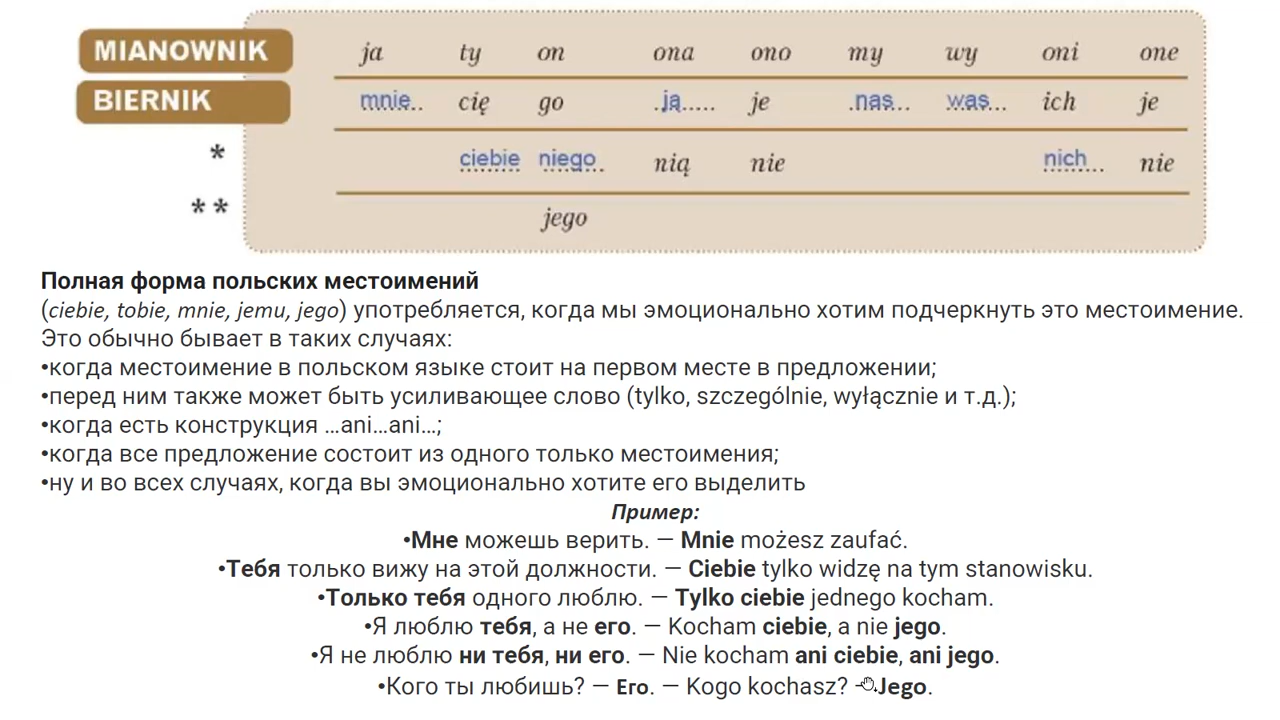 MIANOWNIK ja ty on ona ono my wy oni one
BIERNIK mnie.. cię go .ją..... je .nas... was... ich je
* ciebie niego.. nią nie nich... nie
** jego
Полная форма польских местоимений
(ciebie, tobie, mnie, jemu, jego) употребляется, когда мы эмоционально хотим подчеркнуть это местоимение.
Это обычно бывает в таких случаях:
•когда местоимение в польском языке стоит на первом месте в предложении;
•перед ним также может быть усиливающее слово (tylko, szczególnie, wyłącznie и т.д.);
•когда есть конструкция ...ani...ani...;
•когда все предложение состоит из одного только местоимения;
•ну и во всех случаях, когда вы эмоционально хотите его выделить
Пример:
•Мне можешь верить. — Mnie możesz zaufać.
•Тебя только вижу на этой должности. — Ciebie tylko widzę na tym stanowisku.
•Только тебя одного люблю. — Tylko ciebie jednego kocham.
•Я люблю тебя, а не его. — Kocham ciebie, a nie jego.
•Я не люблю ни тебя, ни его. — Nie kocham ani ciebie, ani jego.
•Кого ты любишь? — Его. — Kogo kochasz? — Jego.